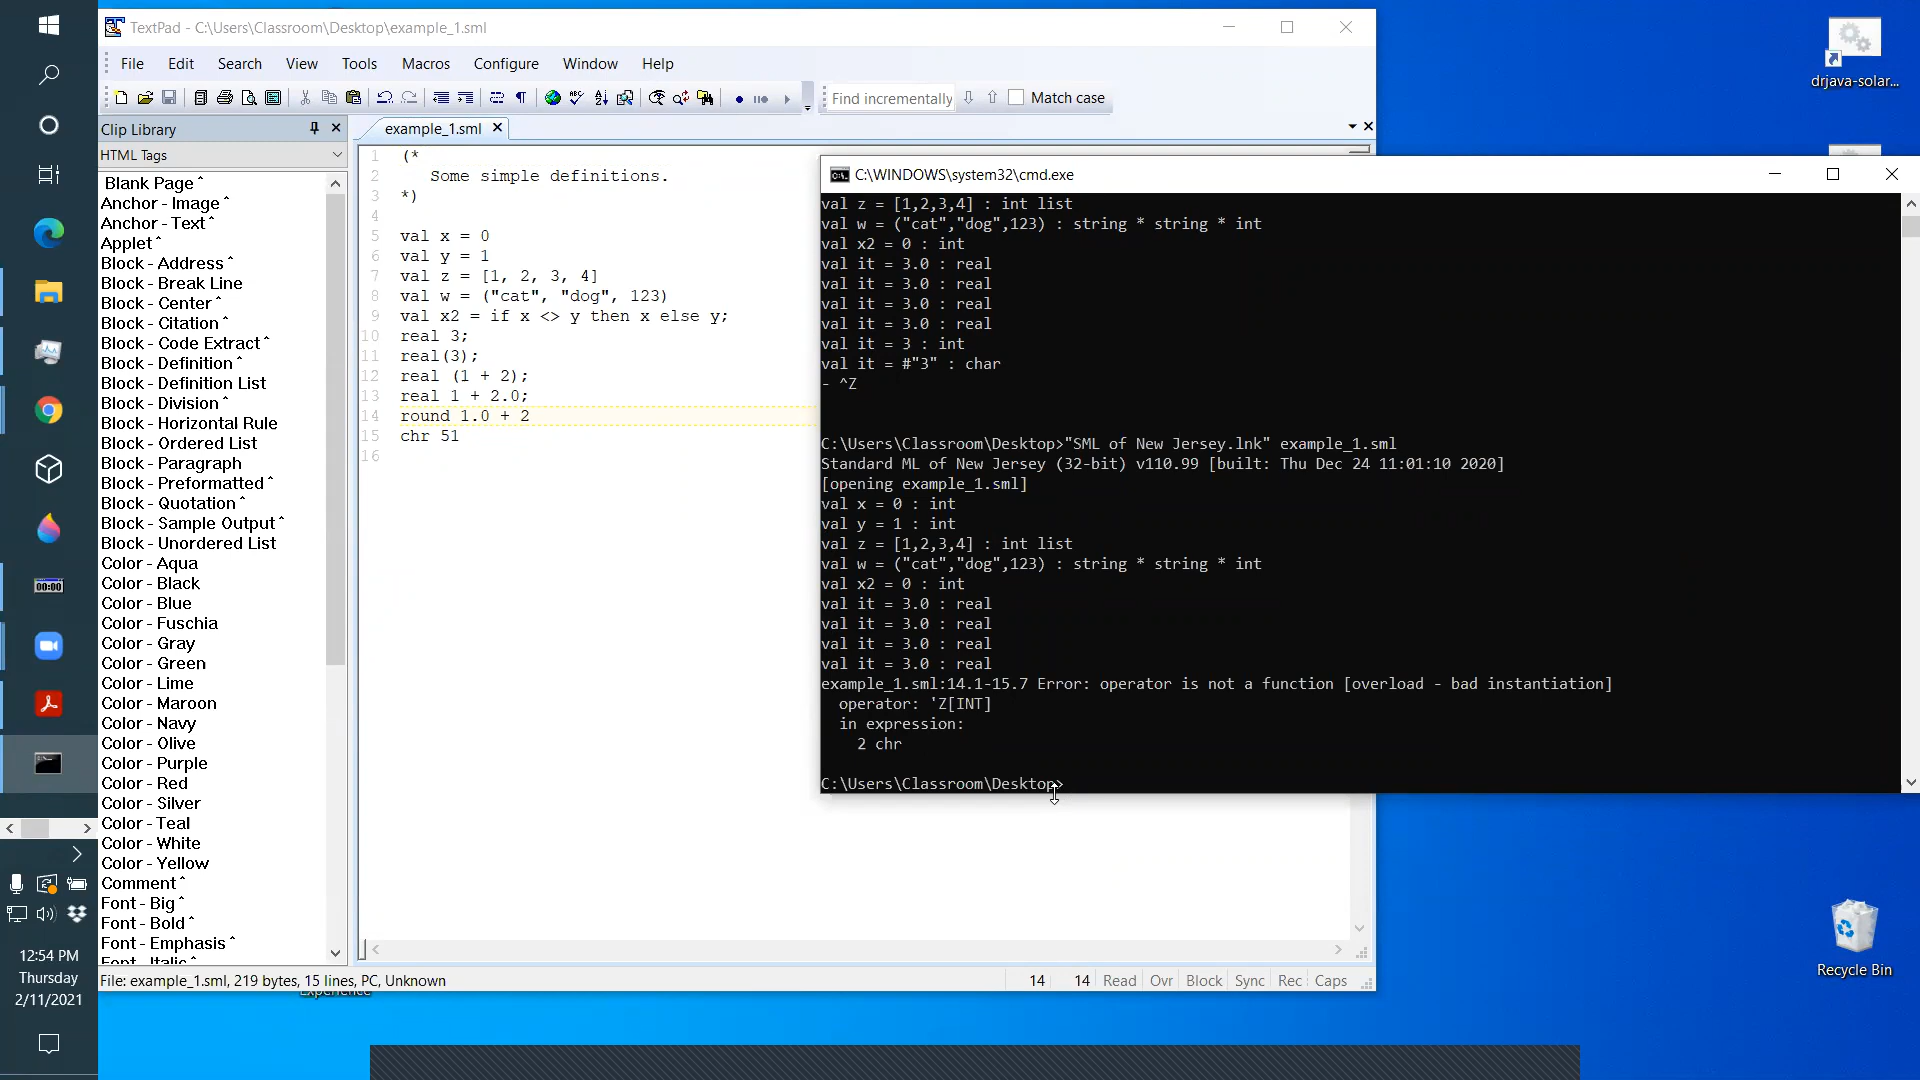 TextPad - C:\Users\Classroom\Desktop\example_1.sml
File Edit Search View Tools Macros Configure Window Help
Find incrementally Match case
Clip Library
HTML Tags
Blank Page ^
Anchor - Image ^
Anchor - Text ^
Applet ^
Block - Address ^
Block - Break Line
Block - Center ^
Block - Citation ^
Block - Code Extract ^
Block - Definition ^
Block - Definition List
Block - Division ^
Block - Horizontal Rule
Block - Ordered List
Block - Paragraph
Block - Preformatted ^
Block - Quotation ^
Block - Sample Output ^
Block - Unordered List
Color - Aqua
Color - Black
Color - Blue
Color - Fuschia
Color - Gray
Color - Green
Color - Lime
Color - Maroon
Color - Navy
Color - Olive
Color - Purple
Color - Red
Color - Silver
Color - Teal
Color - White
Color - Yellow
Comment ^
Font - Big ^
Font - Bold ^
Font - Emphasis ^
Font - Italic ^
example_1.sml
1 (*
2 Some simple definitions.
3 *)
4
5 val x = 0
6 val y = 1
7 val z = [1, 2, 3, 4]
8 val w = ("cat", "dog", 123)
9 val x2 = if x <> y then x else y;
10 real 3;
11 real(3);
12 real (1 + 2);
13 real 1 + 2.0;
14 round 1.0 + 2
15 chr 51
16
C:\WINDOWS\system32\cmd.exe
val z = [1,2,3,4] : int list
val w = ("cat","dog",123) : string * string * int
val x2 = 0 : int
val it = 3.0 : real
val it = 3.0 : real
val it = 3.0 : real
val it = 3.0 : real
val it = 3 : int
val it = #"3" : char
- ^Z
C:\Users\Classroom\Desktop>"SML of New Jersey.lnk" example_1.sml
Standard ML of New Jersey (32-bit) v110.99 [built: Thu Dec 24 11:01:10 2020]
[opening example_1.sml]
val x = 0 : int
val y = 1 : int
val z = [1,2,3,4] : int list
val w = ("cat","dog",123) : string * string * int
val x2 = 0 : int
val it = 3.0 : real
val it = 3.0 : real
val it = 3.0 : real
val it = 3.0 : real
example_1.sml:14.1-15.7 Error: operator is not a function [overload - bad instantiation]
operator: 'Z[INT]
in expression:
2 chr
C:\Users\Classroom\Desktop>
File: example_1.sml, 219 bytes, 15 lines, PC, Unknown
14 14 Read Ovr Block Sync Rec Caps
Experience
drjava-solar...
Recycle Bin
00:00
12:54 PM
Thursday
2/11/2021